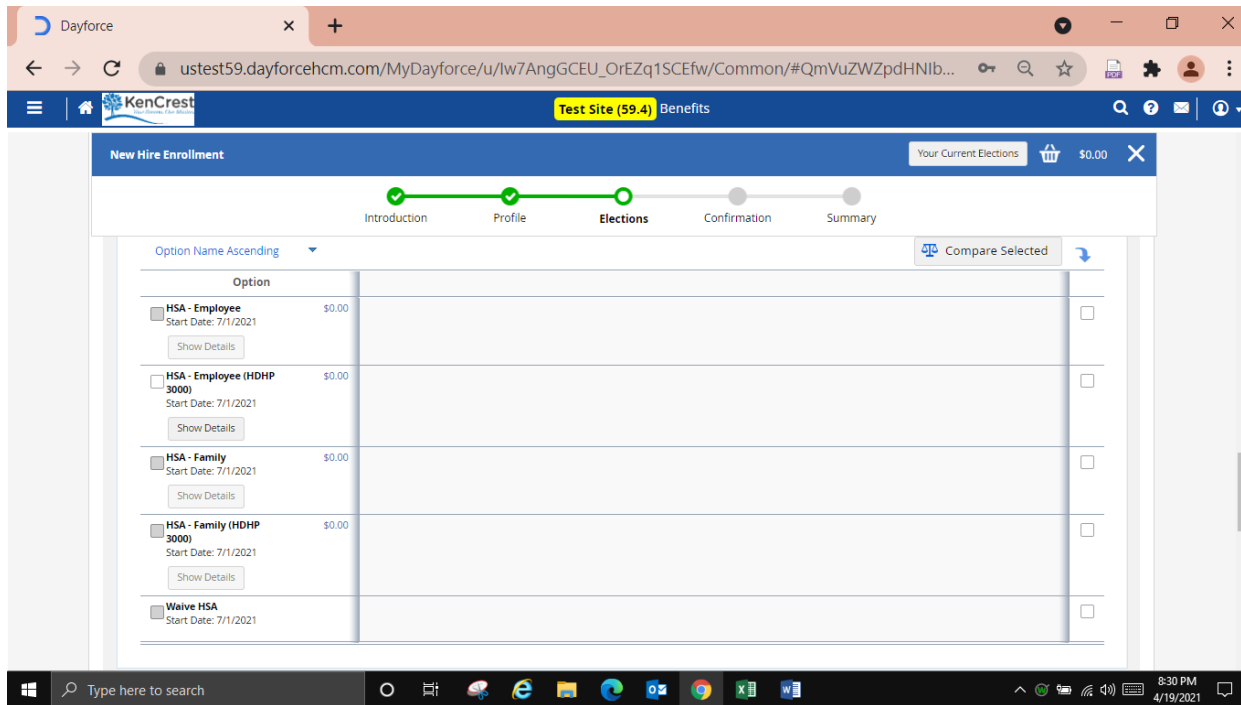 Dayforce
ustest59.dayforcehcm.com/MyDayforce/u/Iw7AngGCEU_OrEZq1SCEfw/Common/#QmVuZWZpdHNIb...
PDF
KenCrest
Test Site (59.4) Benefits
New Hire Enrollment
Your Current Elections
$0.00
Introduction
Profile
Elections
Confirmation
Summary
Option Name Ascending
Compare Selected
Option
HSA - Employee $0.00
Start Date: 7/1/2021
Show Details
HSA - Employee (HDHP $0.00
3000)
Start Date: 7/1/2021
Show Details
HSA - Family $0.00
Start Date: 7/1/2021
Show Details
HSA - Family (HDHP $0.00
3000)
Start Date: 7/1/2021
Show Details
Waive HSA
Start Date: 7/1/2021
Type here to search
8:30 PM
4/19/2021